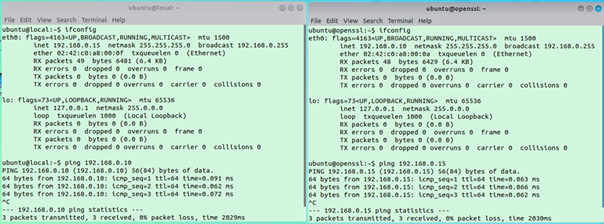 ubuntu@local: ~
File Edit View Search Terminal Help
ubuntu@local:~$ ifconfig
eth0: flags=4163<UP,BROADCAST,RUNNING,MULTICAST> mtu 1500
inet 192.168.0.15 netmask 255.255.255.0 broadcast 192.168.0.255
ether 02:42:c0:a8:00:0f txqueuelen 0 (Ethernet)
RX packets 49 bytes 6481 (6.4 KB)
RX errors 0 dropped 0 overruns 0 frame 0
TX packets 0 bytes 0 (0.0 B)
TX errors 0 dropped 0 overruns 0 carrier 0 collisions 0
lo: flags=73<UP,LOOPBACK,RUNNING> mtu 65536
inet 127.0.0.1 netmask 255.0.0.0
loop txqueuelen 1000 (Local Loopback)
RX packets 0 bytes 0 (0.0 B)
RX errors 0 dropped 0 overruns 0 frame 0
TX packets 0 bytes 0 (0.0 B)
TX errors 0 dropped 0 overruns 0 carrier 0 collisions 0
ubuntu@local:~$ ping 192.168.0.10
PING 192.168.0.10 (192.168.0.10) 56(84) bytes of data.
64 bytes from 192.168.0.10: icmp_seq=1 ttl=64 time=0.091 ms
64 bytes from 192.168.0.10: icmp_seq=2 ttl=64 time=0.062 ms
64 bytes from 192.168.0.10: icmp_seq=3 ttl=64 time=0.072 ms
^C
--- 192.168.0.10 ping statistics ---
3 packets transmitted, 3 received, 0% packet loss, time 2029ms
ubuntu@openssl: ~
File Edit View Search Terminal Help
ubuntu@openssl:~$ ifconfig
eth0: flags=4163<UP,BROADCAST,RUNNING,MULTICAST> mtu 1500
inet 192.168.0.10 netmask 255.255.255.0 broadcast 192.168.0.255
ether 02:42:c0:a8:00:0a txqueuelen 0 (Ethernet)
RX packets 48 bytes 6429 (6.4 KB)
RX errors 0 dropped 0 overruns 0 frame 0
TX packets 0 bytes 0 (0.0 B)
TX errors 0 dropped 0 overruns 0 carrier 0 collisions 0
lo: flags=73<UP,LOOPBACK,RUNNING> mtu 65536
inet 127.0.0.1 netmask 255.0.0.0
loop txqueuelen 1000 (Local Loopback)
RX packets 0 bytes 0 (0.0 B)
RX errors 0 dropped 0 overruns 0 frame 0
TX packets 0 bytes 0 (0.0 B)
TX errors 0 dropped 0 overruns 0 carrier 0 collisions 0
ubuntu@openssl:~$ ping 192.168.0.15
PING 192.168.0.15 (192.168.0.15) 56(84) bytes of data.
64 bytes from 192.168.0.15: icmp_seq=1 ttl=64 time=0.063 ms
64 bytes from 192.168.0.15: icmp_seq=2 ttl=64 time=0.066 ms
64 bytes from 192.168.0.15: icmp_seq=3 ttl=64 time=0.062 ms
^C
--- 192.168.0.15 ping statistics ---
3 packets transmitted, 3 received, 0% packet loss, time 2030ms